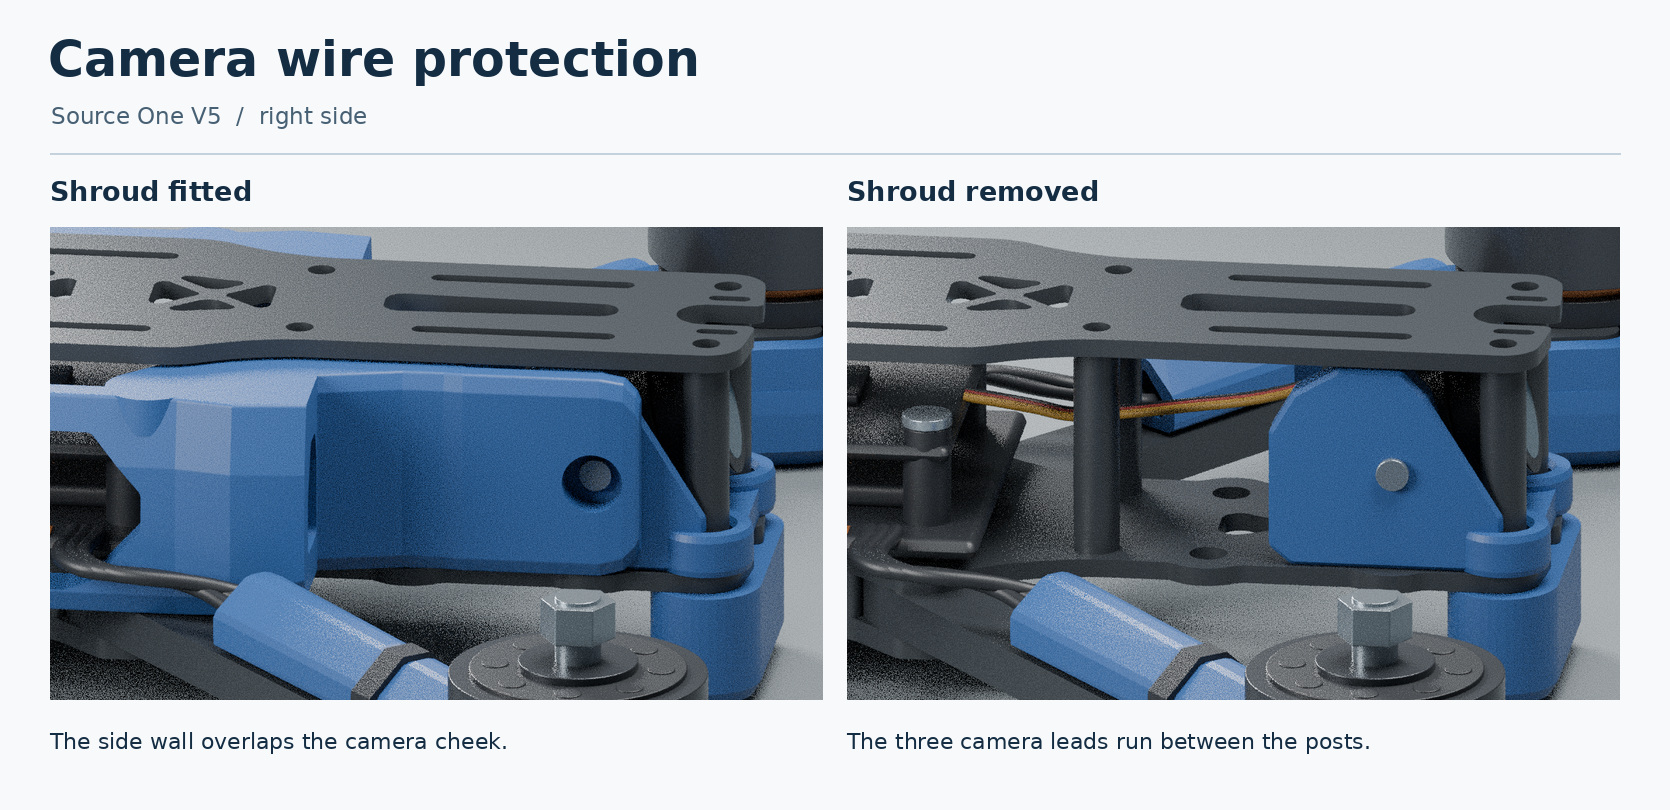 Camera wire protection
Source One V5 / right side
Shroud fitted
Shroud removed
The side wall overlaps the camera cheek.
The three camera leads run between the posts.